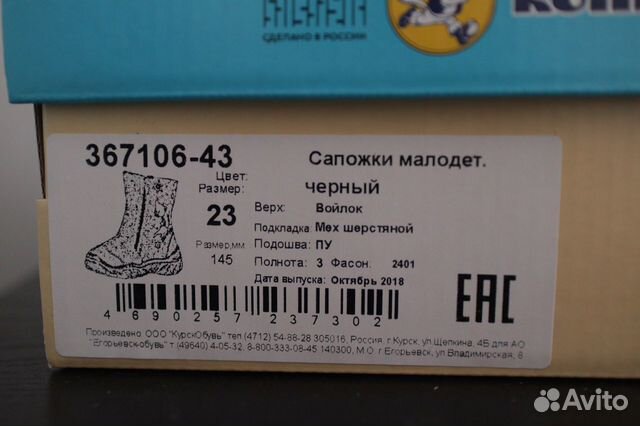 СДЕЛАНО В РОССИИ
367106-43 Сапожки малодет.
Цвет: черный
Размер: 23
Верх: Войлок
Подкладка Мех шерстяной
Размер,мм 145
Подошва: ПУ
Полнота: 3 Фасон: 2401
Дата выпуска: Октябрь 2018
4 690257 237302
EAC
Произведено: ООО "КурскОбувь" тел (4712) 54-88-28 305016, Россия, г Курск, ул.Щепкина, 4Б для АО
"Егорьевск-обувь" т.(49640) 4-05-32, 8-800-333-08-45 140300, М.О. г.Егорьевск, ул.Владимирская, 8
Avito